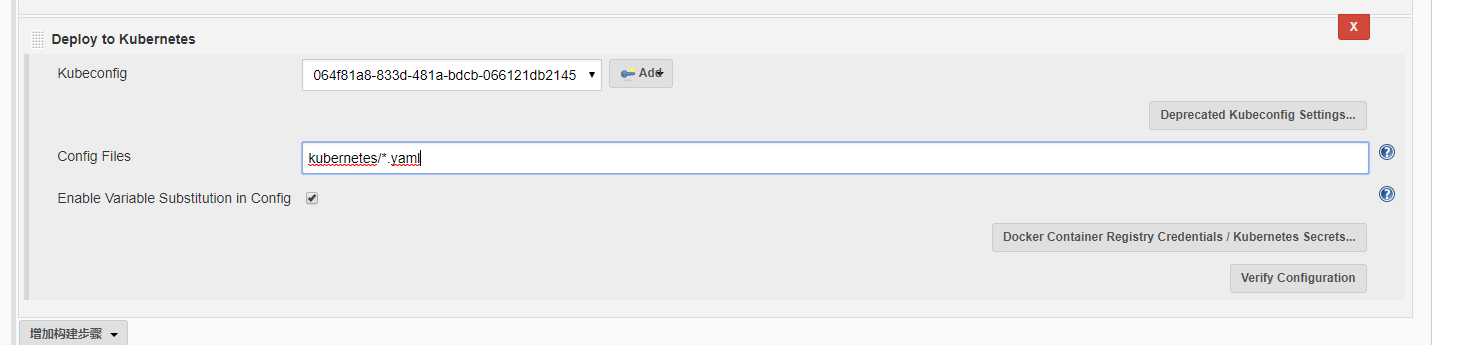 X
Deploy to Kubernetes
Kubeconfig
064f81a8-833d-481a-bdcb-066121db2145
Add
Deprecated Kubeconfig Settings...
Config Files
kubernetes/*.yaml
Enable Variable Substitution in Config
Docker Container Registry Credentials / Kubernetes Secrets...
Verify Configuration
增加构建步骤